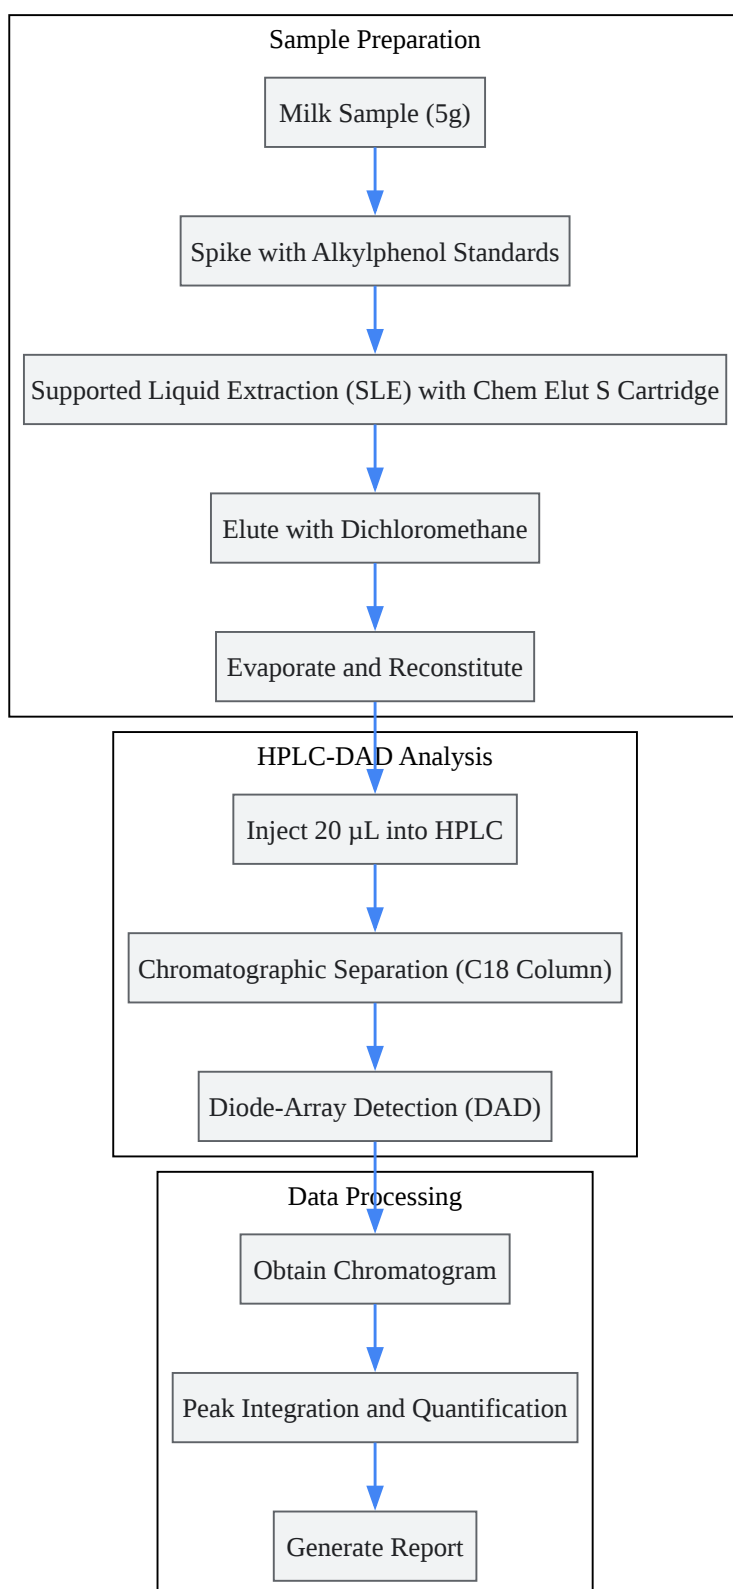 Sample Preparation
Milk Sample (5g)
Spike with Alkylphenol Standards
Supported Liquid Extraction (SLE) with Chem Elut S Cartridge
Elute with Dichloromethane
Evaporate and Reconstitute
HPLC-DAD Analysis
Inject 20 µL into HPLC
Chromatographic Separation (C18 Column)
Diode-Array Detection (DAD)
Data Processing
Obtain Chromatogram
Peak Integration and Quantification
Generate Report